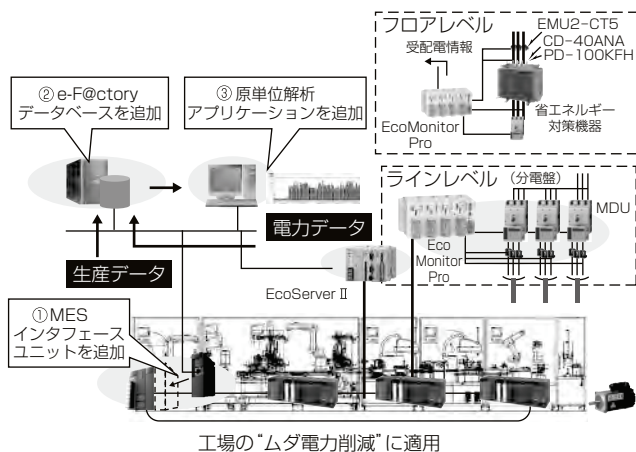 フロアレベル
受配電情報
EMU2-CT5
CD-40ANA
PD-100KFH
EcoMonitor
Pro
省エネルギー
対策機器
②e-F@ctory
データベースを追加
③原単位解析
アプリケーションを追加
ラインレベル
(分電盤)
MDU
Eco
Monitor
Pro
電力データ
生産データ
EcoServerⅡ
①MES
インタフェース
ユニットを追加
工場の“ムダ電力削減”に適用